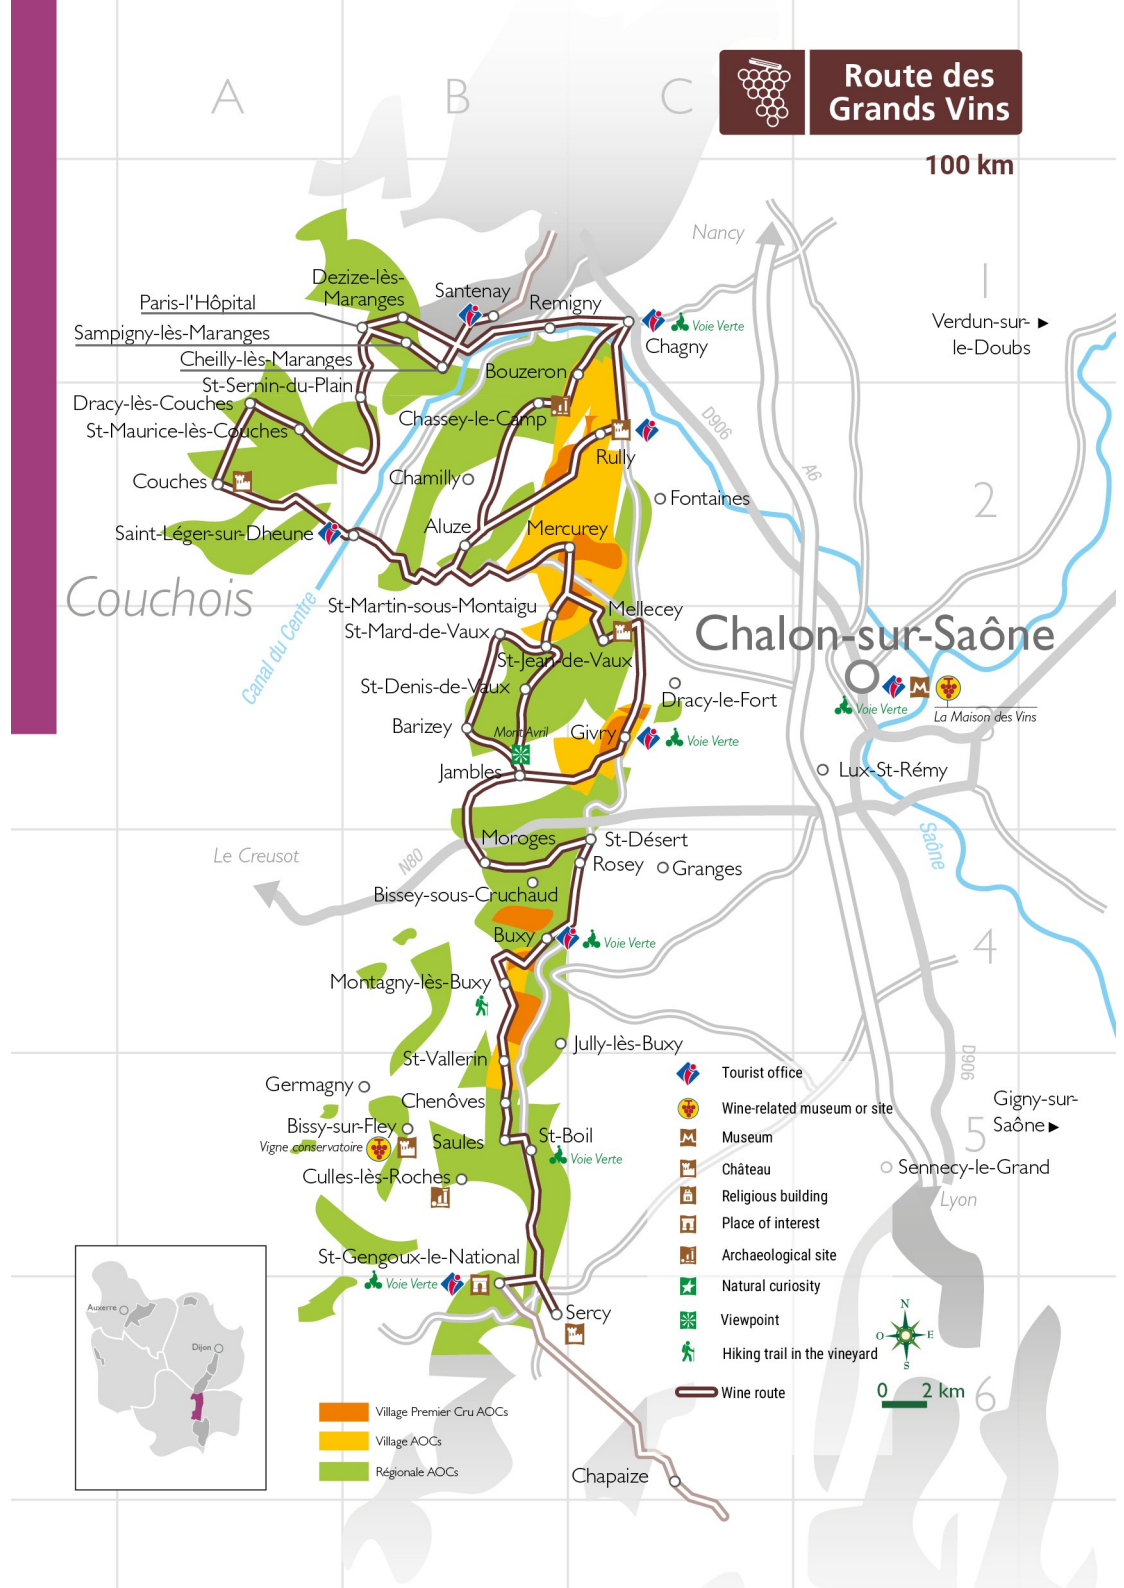 A
B
C
Route des
Grands Vins
100 km
Nancy
1
Dezize-lès-
Maranges
Santenay
Paris-l'Hôpital
Remigny
Voie Verte
Verdun-sur-
le-Doubs
Sampigny-lès-Maranges
Chagny
Cheilly-lès-Maranges
Bouzeron
St-Sernin-du-Plain
Dracy-lès-Couches
Chassey-le-Camp
D906
St-Maurice-lès-Couches
Rully
A6
Couches
Chamilly
Fontaines
2
Saint-Léger-sur-Dheune
Aluze
Mercurey
Couchois
St-Martin-sous-Montaigu
Mellecey
St-Mard-de-Vaux
Chalon-sur-Saône
Canal du Centre
St-Jean-de-Vaux
St-Denis-de-Vaux
Dracy-le-Fort
Voie Verte
La Maison des Vins
3
Barizey
Mont Avril
Givry
Voie Verte
Jambles
Lux-St-Rémy
Moroges
St-Désert
Saône
Le Creusot
N80
Rosey
Granges
Bissey-sous-Cruchaud
Buxy
Voie Verte
4
Montagny-lès-Buxy
Jully-lès-Buxy
St-Vallerin
D906
Germagny
Chenôves
Bissy-sur-Fley
Vigne conservatoire
Saules
St-Boil
Voie Verte
Culles-lès-Roches
Gigny-sur-
Saône
5
Sennecy-le-Grand
Lyon
Tourist office
Wine-related museum or site
Museum
Château
Religious building
Place of interest
Archaeological site
Natural curiosity
Viewpoint
Hiking trail in the vineyard
Wine route
St-Gengoux-le-National
Voie Verte
Sercy
N
O
E
S
0 2 km
6
Auxerre
Dijon
Village Premier Cru AOCs
Village AOCs
Régionale AOCs
Chapaize